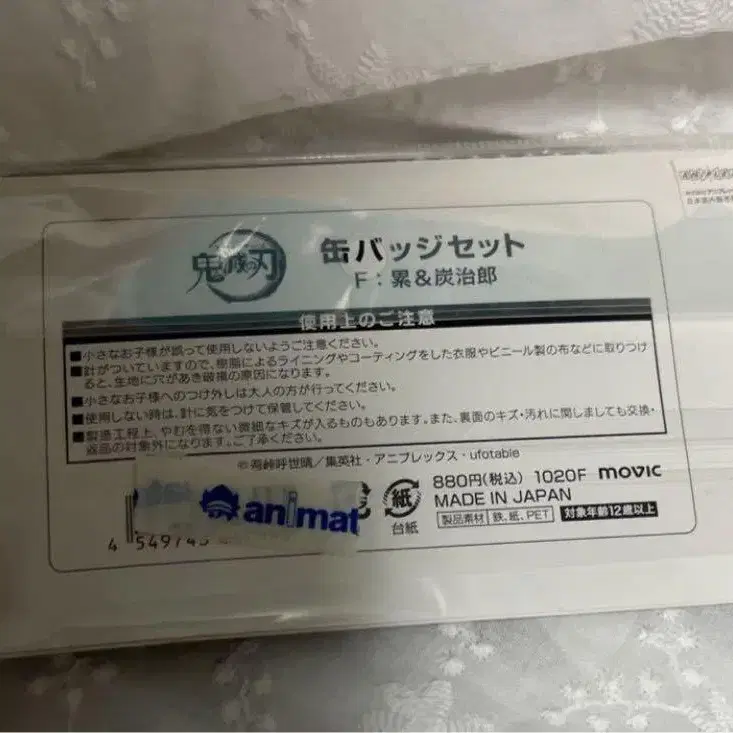 鬼滅の刃
缶バッジセット
F：累&炭治郎
使用上のご注意
■小さなお子様が誤って使用しないようご注意ください。
■針がついていますので、樹脂によるライニングやコーティングをした衣服やビニール製の布などに取りつけ
ると、生地に穴があき破損の原因になります。
■小さなお子様へのつけ外しは大人の方が行ってください。
■使用しない時は、針に気をつけて保管してください。
■製造工程上、やむを得ない微細なキズが入るものもあります。また、裏面のキズ・汚れに関しましても交換・
返品の対象外になります。ご了承ください。
©吾峠呼世晴／集英社・アニプレックス・ufotable
animat
紙
台紙
880円(税込) 1020F movic
MADE IN JAPAN
製品素材 鉄、紙、PET 対象年齢12歳以上
4 549743